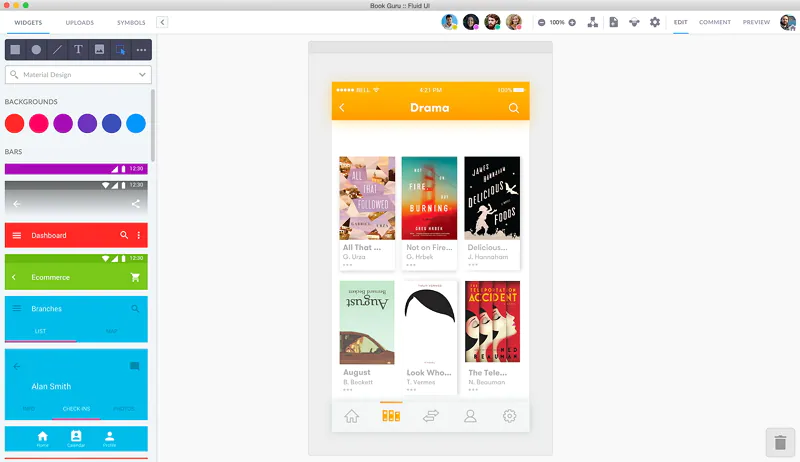 Book Guru :: Fluid UI
WIDGETS UPLOADS SYMBOLS
100% EDIT COMMENT PREVIEW
T
Material Design
BACKGROUNDS
BARS
12:30
12:30
Dashboard
12:30
Ecommerce
Branches
LIST MAP
Alan Smith
INFO CHECK-INS PHOTOS
Home Calendar Profile
BELL 4:21 PM 100%
Drama
ALL THAT FOLLOWED
GABRIEL URZA
NOT ON FIRE, BUT BURNING
GREG HRBEK
JAMES HANNAHAM
DELICIOUS FOODS
All That ... Not on Fire... Delicious...
G. Urza G. Hrbek J. Hannaham
August
Bernard Beckett
THE TELEPORTATION ACCIDENT
NED BEAUMAN
August Look Who... The Tele...
B. Beckett T. Vermes N. Beauman